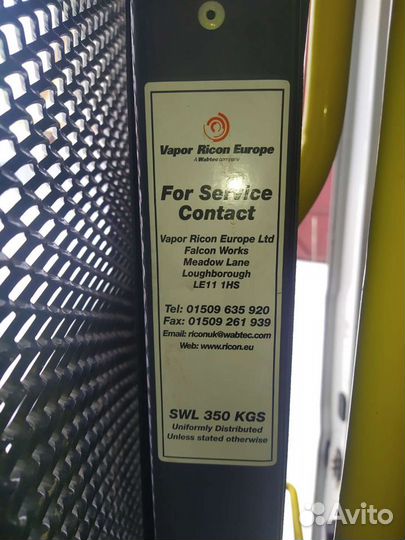 Vapor Ricon Europe
A Wabtec company
For Service
Contact
Vapor Ricon Europe Ltd
Falcon Works
Meadow Lane
Loughborough
LE11 1HS
Tel: 01509 635 920
Fax: 01509 261 939
Email: riconuk@wabtec.com
Web: www.ricon.eu
SWL 350 KGS
Uniformly Distributed
Unless stated otherwise
Avito